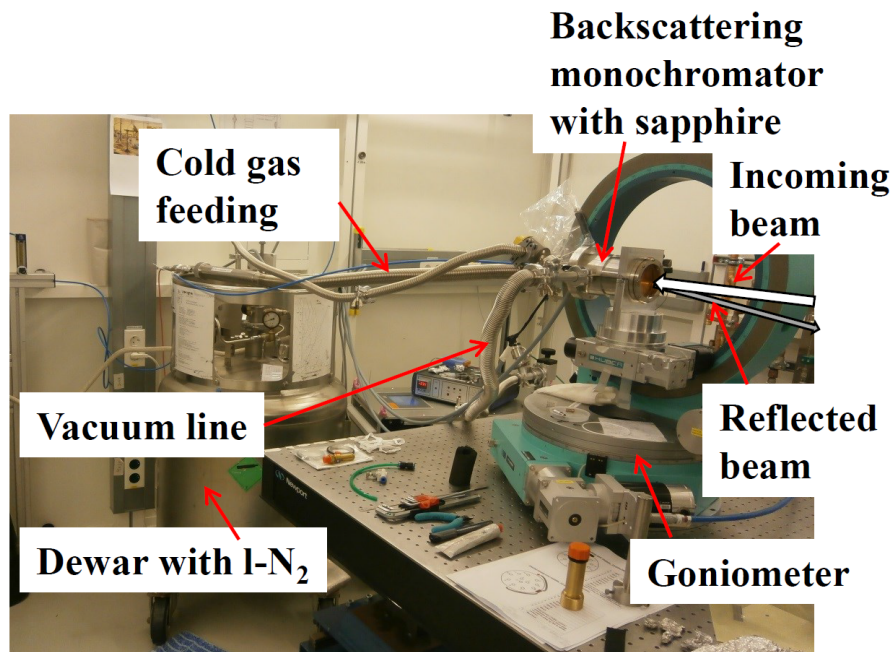 Backscattering
monochromator
with sapphire
Cold gas
feeding
Incoming
beam
Vacuum line
Reflected
beam
Dewar with l-N₂
Goniometer
Newport